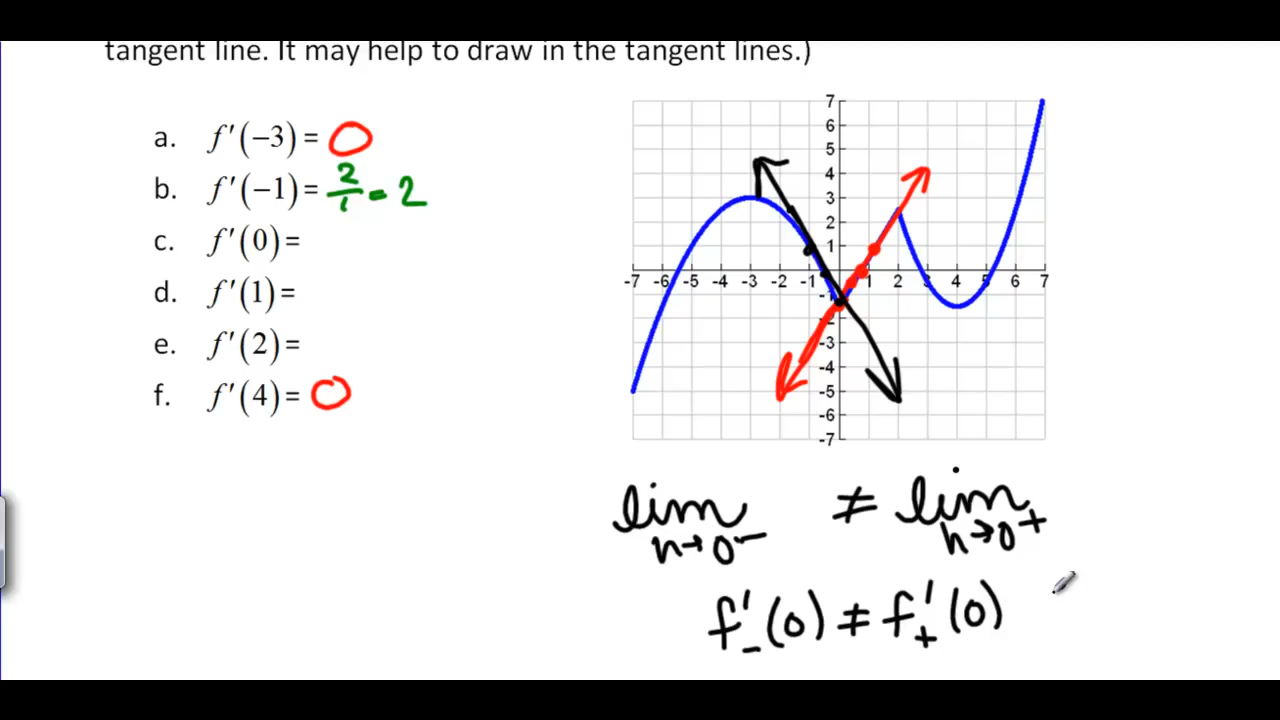 tangent line. It may help to draw in the tangent lines.)
a. f′(−3) = 0
b. f′(−1) = 2/1 = 2
c. f′(0) =
d. f′(1) =
e. f′(2) =
f. f′(4) = 0
7
6
5
4
3
2
1
-7 -6 -5 -4 -3 -2 -1 1 2 3 4 5 6 7
-1
-2
-3
-4
-5
-6
-7
lim h→0⁻ ≠ lim h→0⁺
f′₋(0) ≠ f′₊(0)